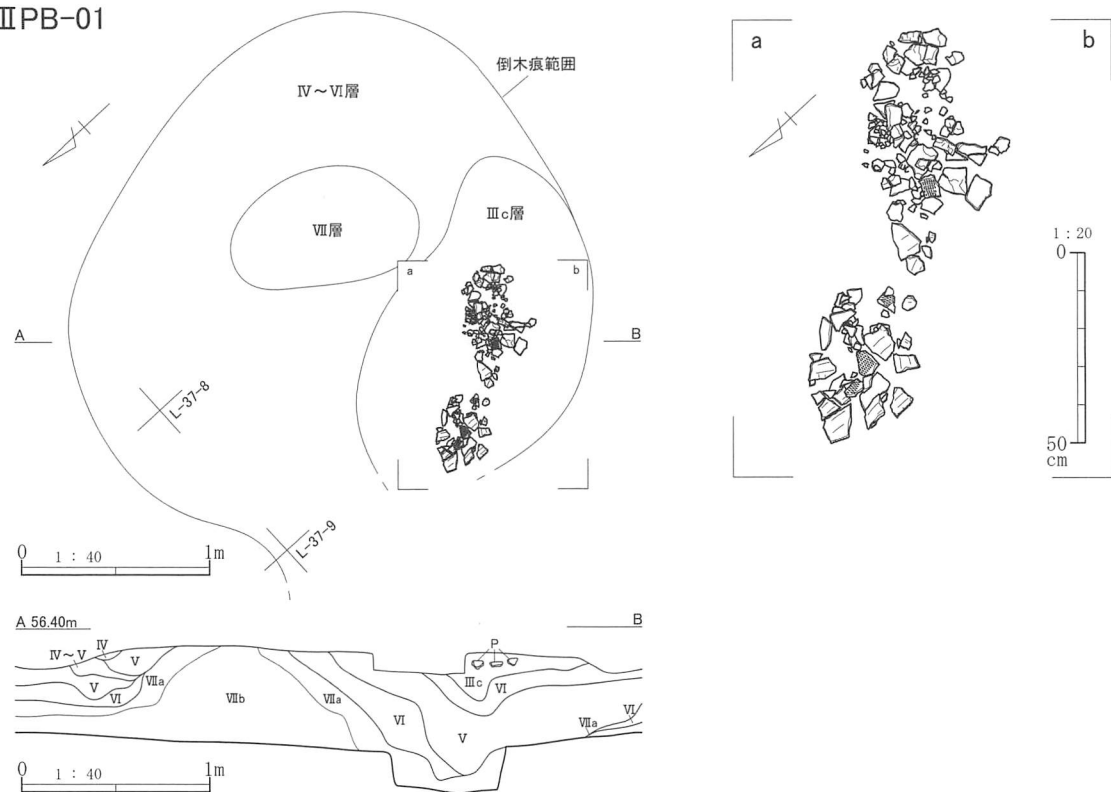 ⅡPB-01
倒木痕範囲
Ⅳ～Ⅵ層
Ⅶ層
Ⅲc層
a
b
A
B
L-37-8
L-37-9
0 1：40 1m
a
b
1：20
0
50
cm
A 56.40m
B
Ⅳ～Ⅴ
Ⅳ
Ⅴ
Ⅴ
Ⅵ
Ⅶa
Ⅶb
Ⅶa
Ⅵ
Ⅴ
P
Ⅲc
Ⅵ
Ⅶa
Ⅵ
0 1：40 1m